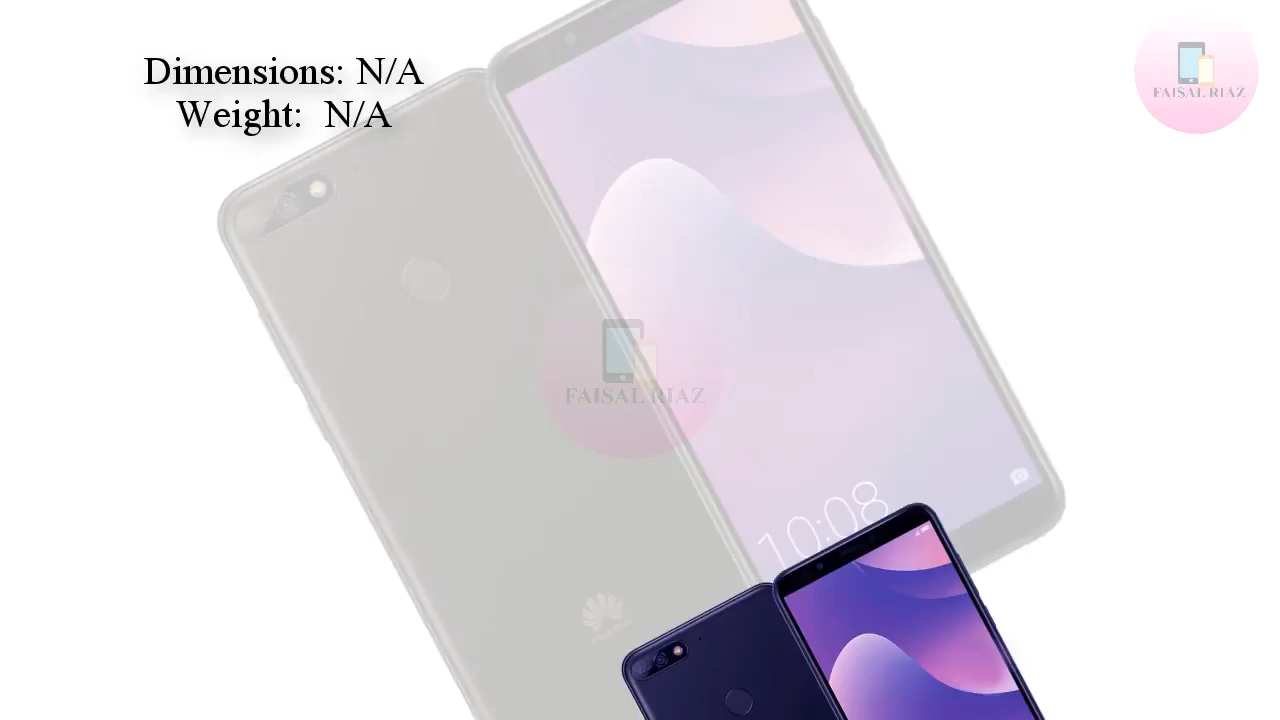 Dimensions: N/A
Weight: N/A
FAISAL RIAZ
FAISAL RIAZ
10:08